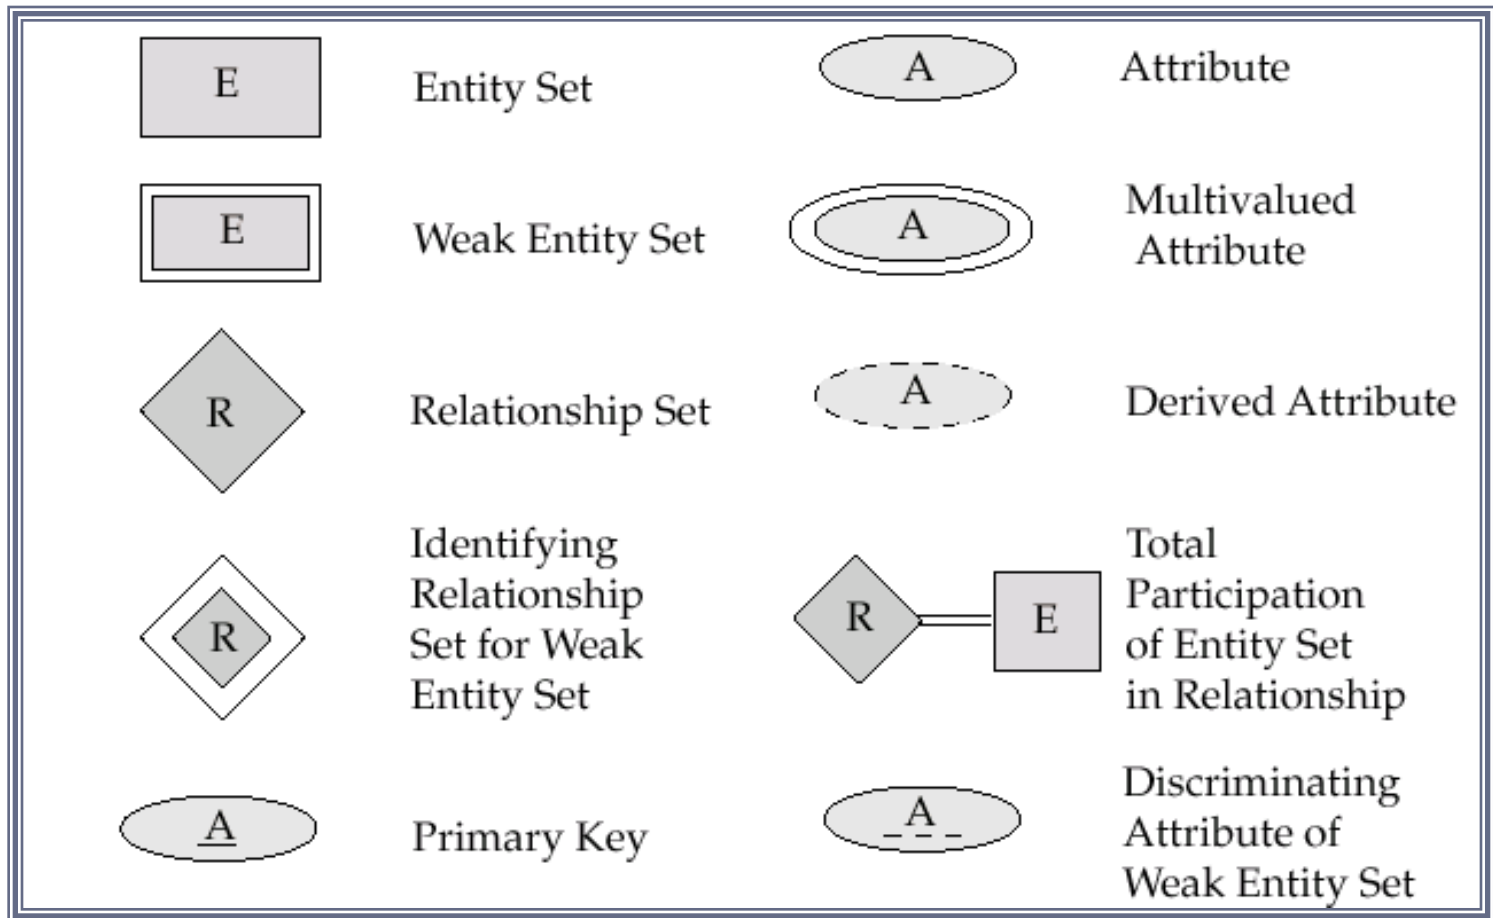 E
Entity Set
A
Attribute
E
Weak Entity Set
A
Multivalued
Attribute
R
Relationship Set
A
Derived Attribute
R
Identifying
Relationship
Set for Weak
Entity Set
R
E
Total
Participation
of Entity Set
in Relationship
A
Primary Key
A
Discriminating
Attribute of
Weak Entity Set